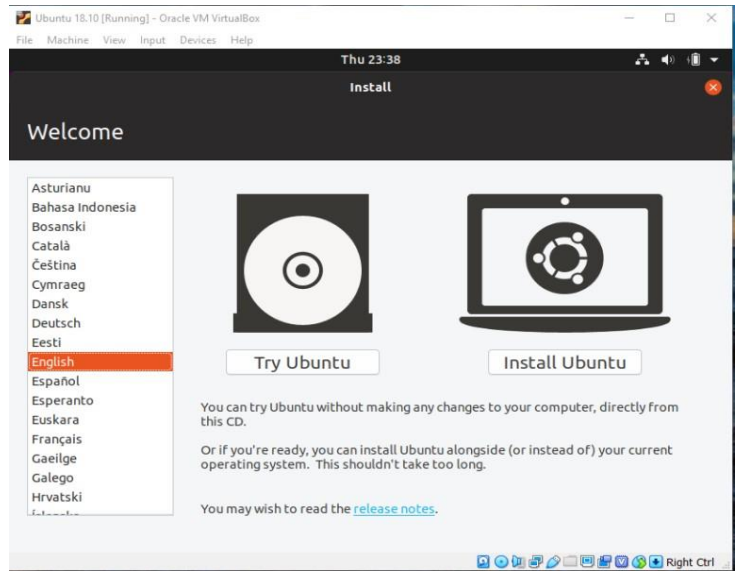 Ubuntu 18.10 [Running] - Oracle VM VirtualBox
File Machine View Input Devices Help
Thu 23:38
Install
Welcome
Asturianu
Bahasa Indonesia
Bosanski
Català
Čeština
Cymraeg
Dansk
Deutsch
Eesti
English
Español
Esperanto
Euskara
Français
Gaeilge
Galego
Hrvatski
Try Ubuntu
Install Ubuntu
You can try Ubuntu without making any changes to your computer, directly from
this CD.
Or if you're ready, you can install Ubuntu alongside (or instead of) your current
operating system. This shouldn't take too long.
You may wish to read the release notes.
Right Ctrl